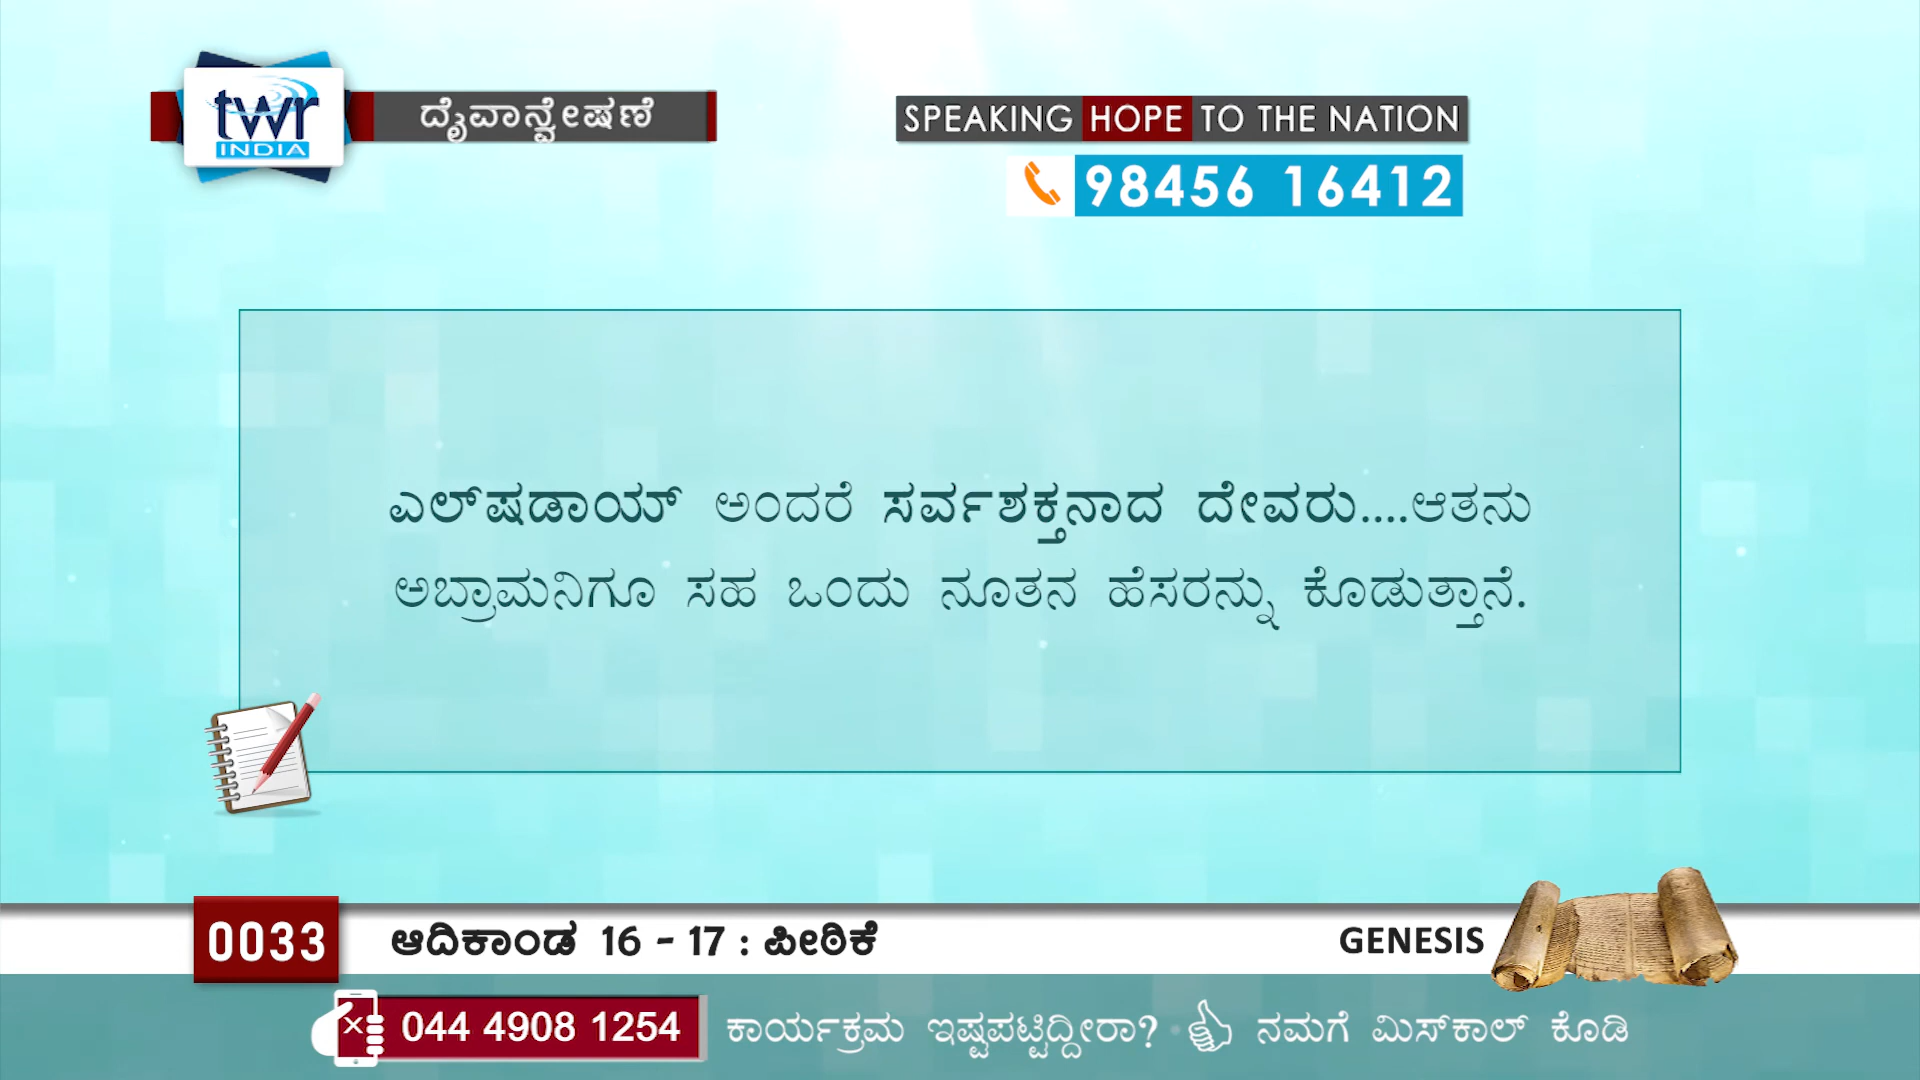 twr
INDIA
ದೈವಾನ್ವೇಷಣೆ
SPEAKING HOPE TO THE NATION
98456 16412
ಎಲ್‌ಷಡಾಯ್ ಅಂದರೆ ಸರ್ವಶಕ್ತನಾದ ದೇವರು....ಆತನು
ಅಬ್ರಾಮನಿಗೂ ಸಹ ಒಂದು ನೂತನ ಹೆಸರನ್ನು ಕೊಡುತ್ತಾನೆ.
0033 ಆದಿಕಾಂಡ 16 - 17 : ಪೀಠಿಕೆ GENESIS
044 4908 1254 ಕಾರ್ಯಕ್ರಮ ಇಷ್ಟಪಟ್ಟಿದ್ದೀರಾ? ನಮಗೆ ಮಿಸ್‌ಕಾಲ್ ಕೊಡಿ